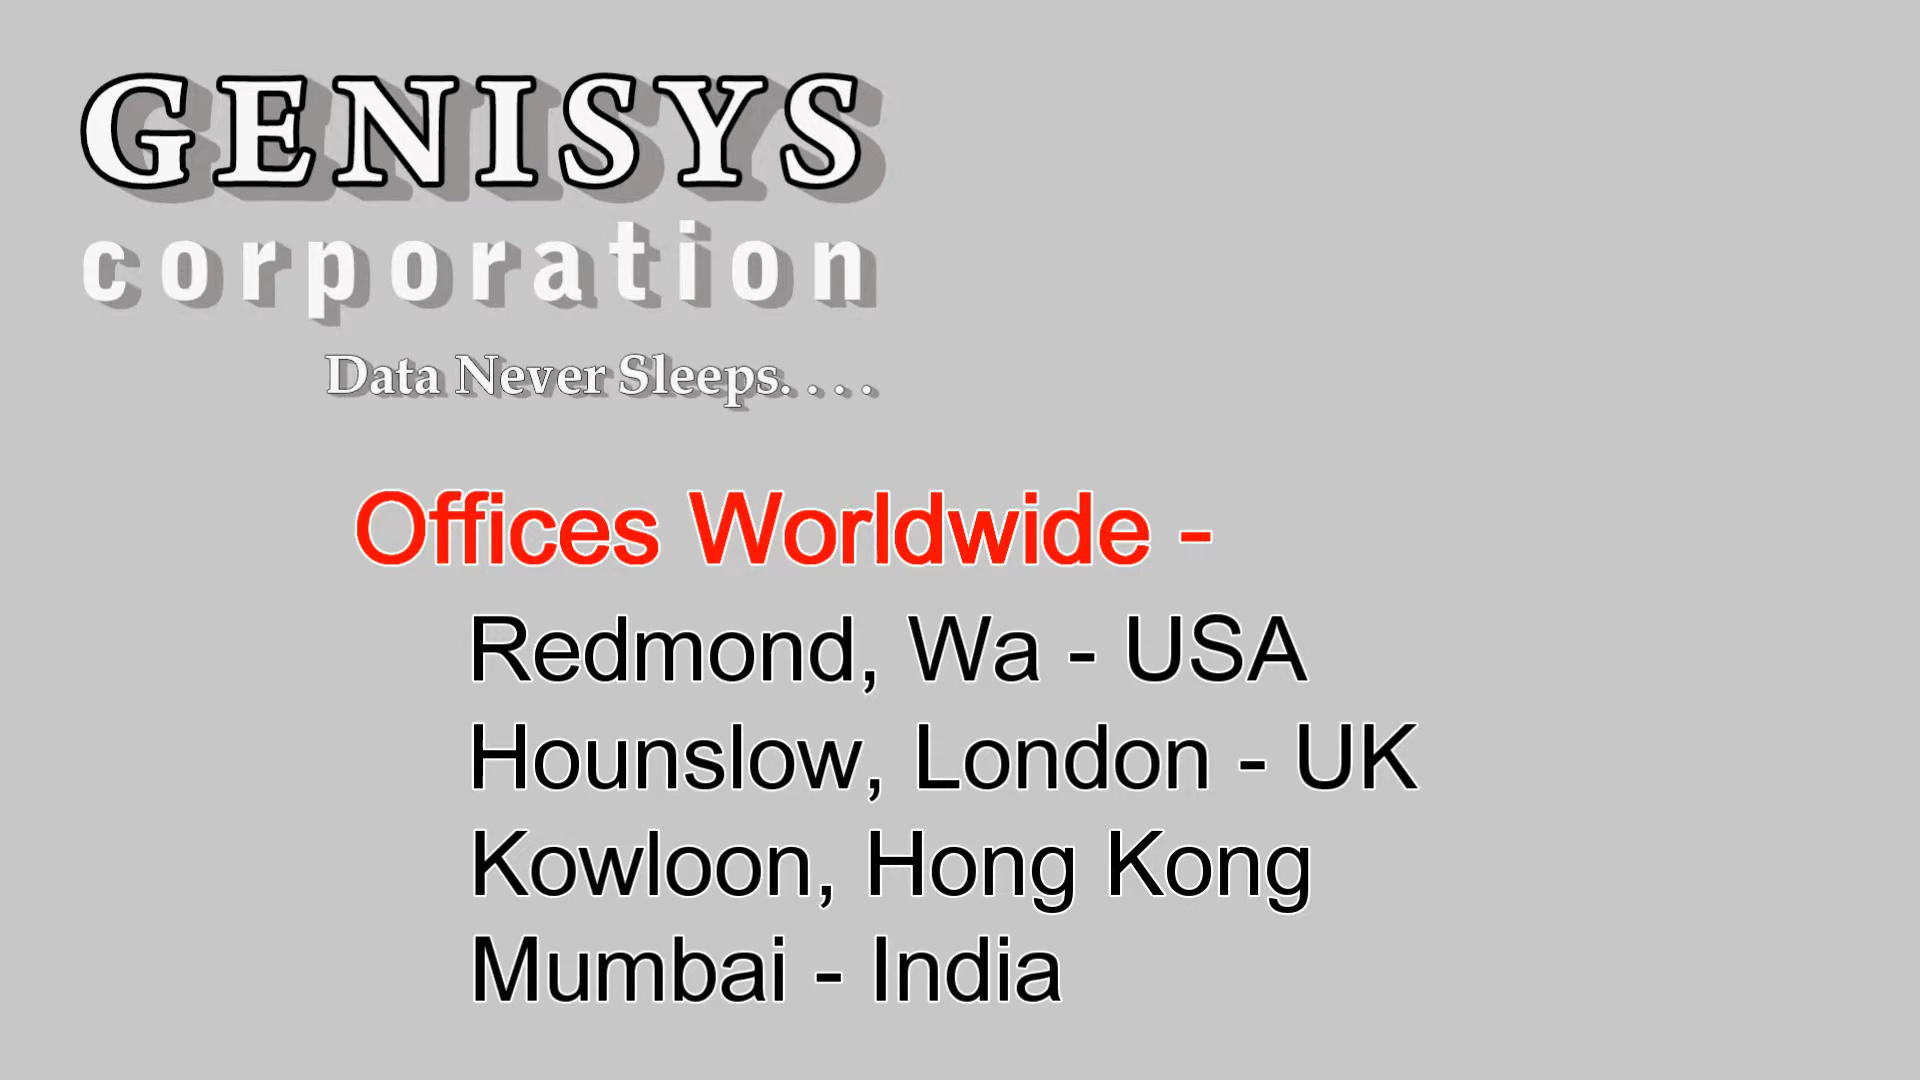 GENISYS
corporation
Data Never Sleeps. . . .
Offices Worldwide -
Redmond, Wa - USA
Hounslow, London - UK
Kowloon, Hong Kong
Mumbai - India